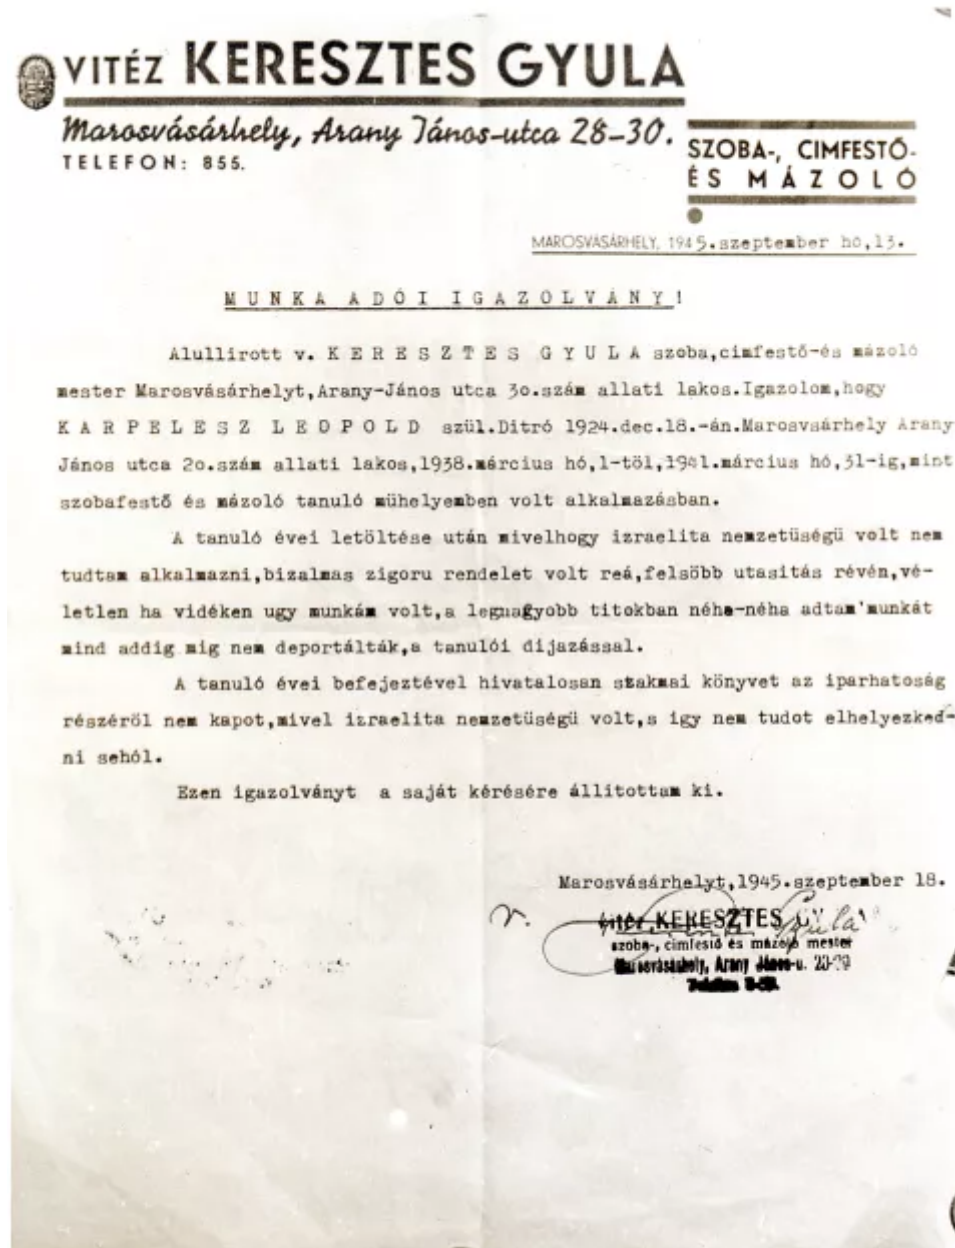 VITÉZ KERESZTES GYULA
Marosvásárhely, Arany János-utca 28-30.
TELEFON: 855.
SZOBA-, CIMFESTŐ-
ÉS MÁZOLÓ
MAROSVÁSÁRHELY, 1945.szeptember hó,13.
MUNKA ADÓI IGAZOLVÁNY!
Alullirott v. KERESZTES GYULA szoba,cimfestő-és mázoló
mester Marosvásárhelyt,Arany-János utca 3o.szám allati lakos.Igazolom,hogy
KARPELESZ LEOPOLD szül.Ditró 1924.dec.18.-án.Marosvsárhely Arany
János utca 2o.szám allati lakos,1938.március hó,1-töl,1941.március hó,31-ig,mint
szobafestő és mázoló tanuló mühelyemben volt alkalmazásban.
A tanuló évei letöltése után mivelhogy izraelita nemzetüségü volt nem
tudtam alkalmazni,bizalmas zigoru rendelet volt reá,felsöbb utasitás révén,vé-
letlen ha vidéken ugy munkám volt,a legnagyobb titokban néha-néha adtam'munkát
mind addig mig nem deportálták,a tanulói dijazással.
A tanuló évei befejeztével hivatalosan szakmai könyvet az iparhatoság
részéröl nem kapot,mivel izraelita nemzetüségü volt,s igy nem tudot elhelyezked-
ni sehól.
Ezen igazolványt a saját kérésére állitottam ki.
Marosvásárhelyt,1945.szeptember 18.
v. Gyula
vitéz KERESZTES
szoba-, cimfestő és mázoló mester
Marosvásárhely, Arany János-u.